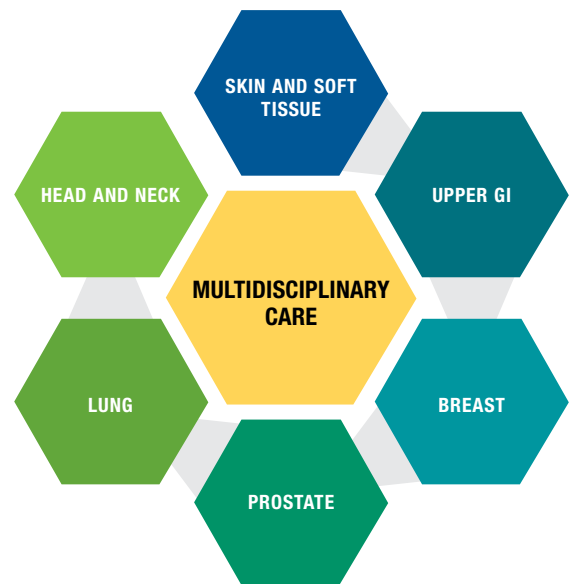 SKIN AND SOFT
TISSUE
HEAD AND NECK
UPPER GI
MULTIDISCIPLINARY
CARE
LUNG
BREAST
PROSTATE